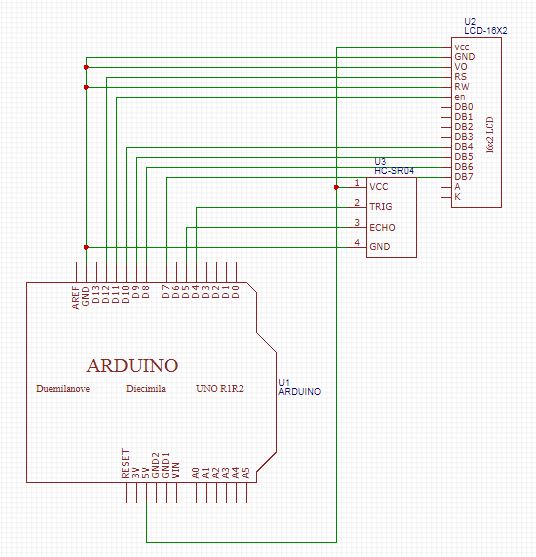 U2
LCD-16X2
vcc
GND
VO
RS
RW
en
DB0
DB1
DB2
DB3
DB4
DB5
DB6
DB7
A
K
16x2 LCD
U3
HC-SR04
1 VCC
2 TRIG
3 ECHO
4 GND
AREF GND D13 D12 D11 D10 D9 D8 D7 D6 D5 D4 D3 D2 D1 D0
ARDUINO
Duemilanove Diecimila UNO R1R2
U1
ARDUINO
RESET 3V 5V GND2 GND1 VIN A0 A1 A2 A3 A4 A5